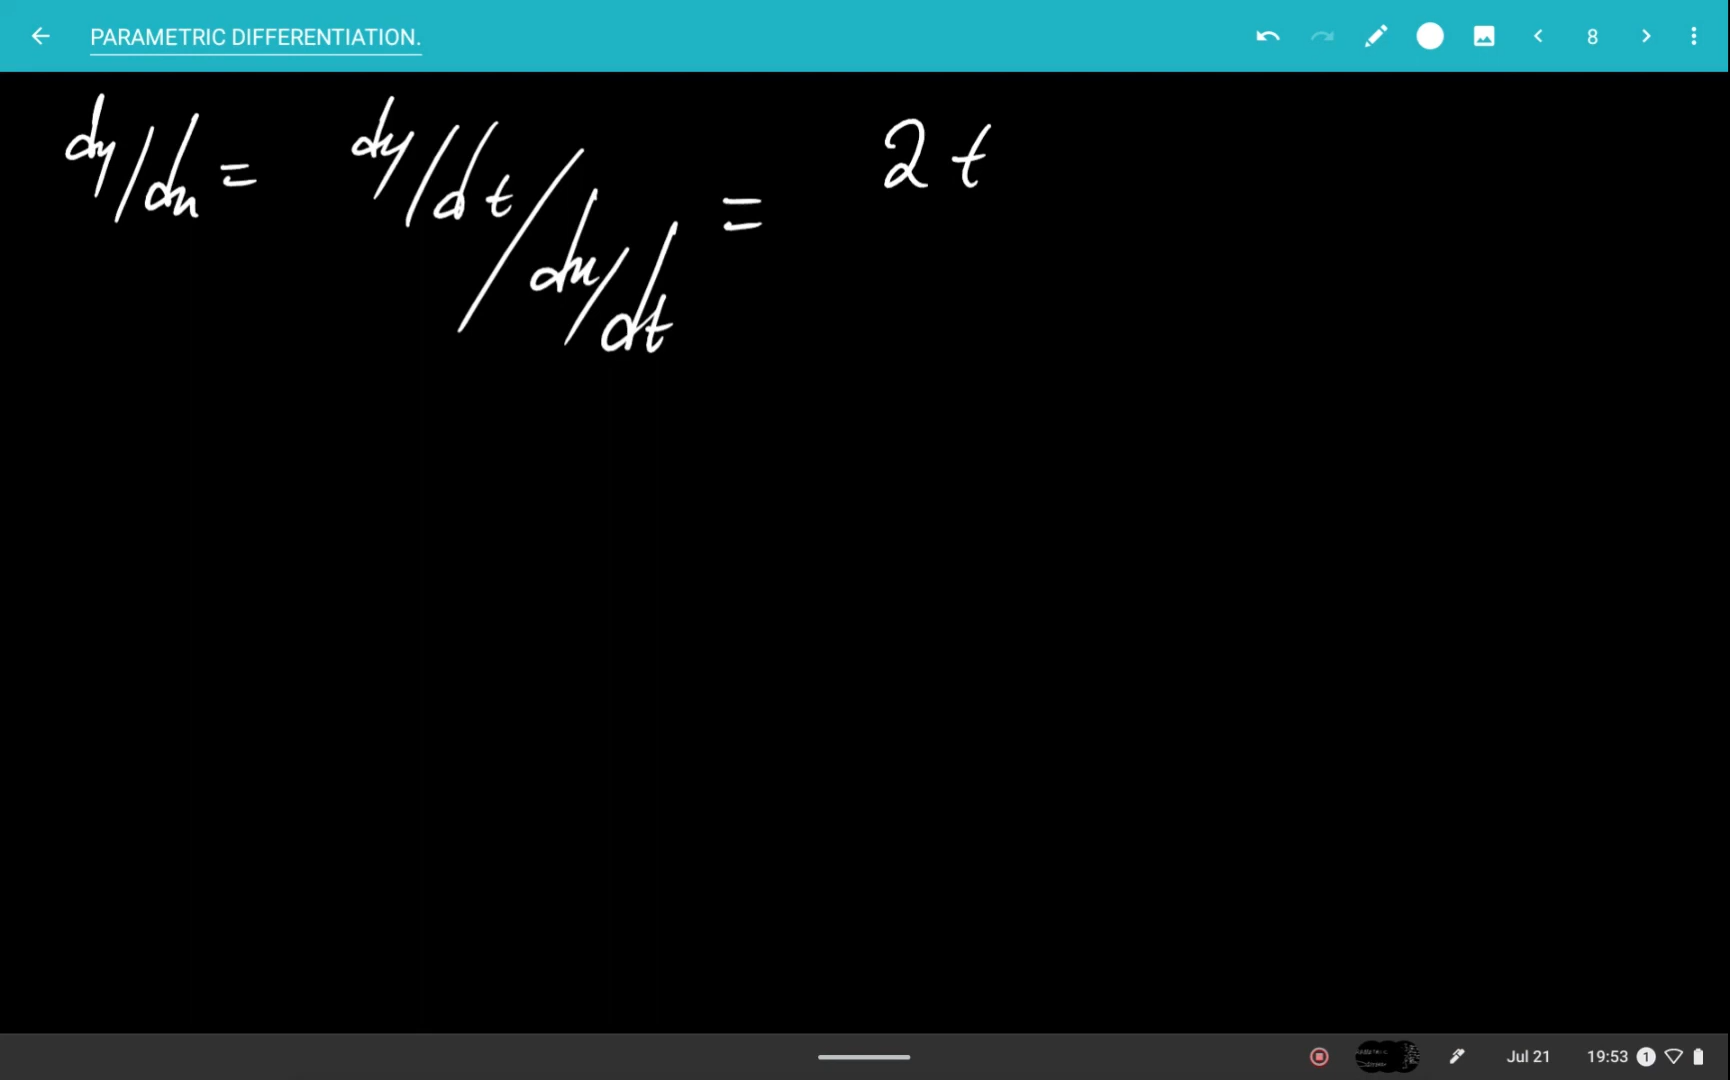 PARAMETRIC DIFFERENTIATION.
8
dy/dx = dy/dt/dx/dt = 2t
Jul 21 19:53 1